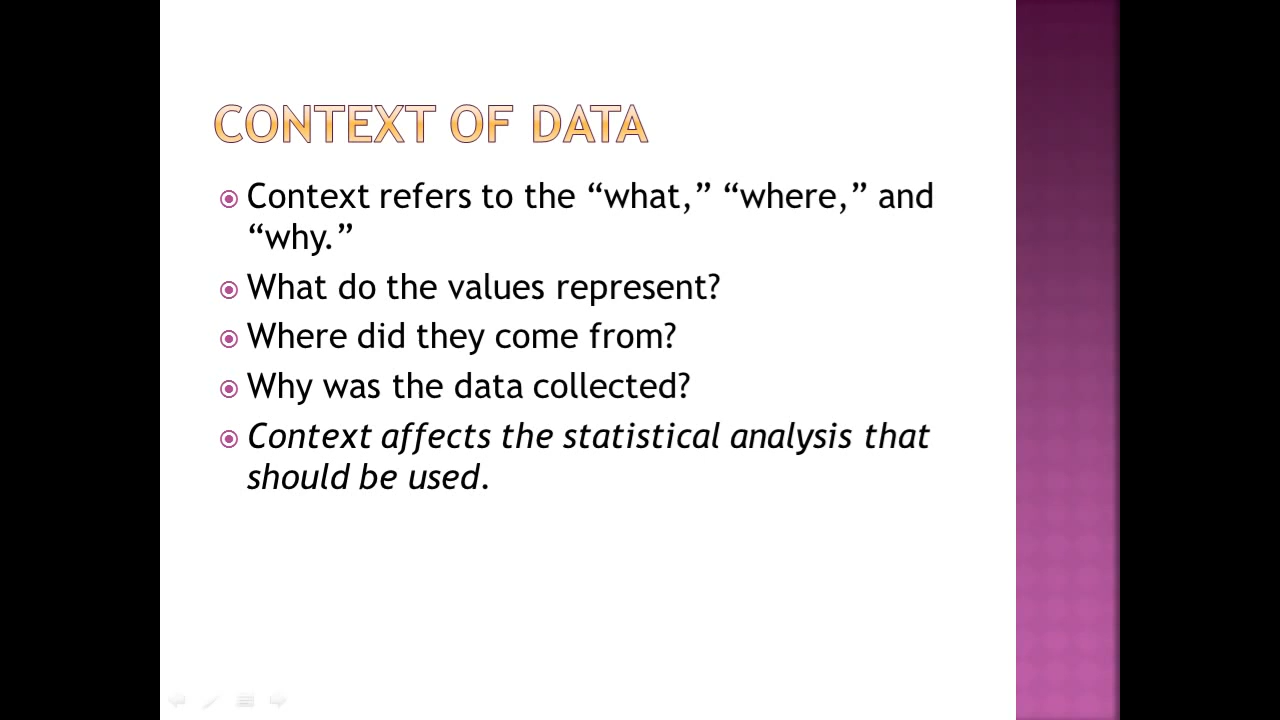 CONTEXT OF DATA
Context refers to the “what,” “where,” and
“why.”
What do the values represent?
Where did they come from?
Why was the data collected?
Context affects the statistical analysis that
should be used.